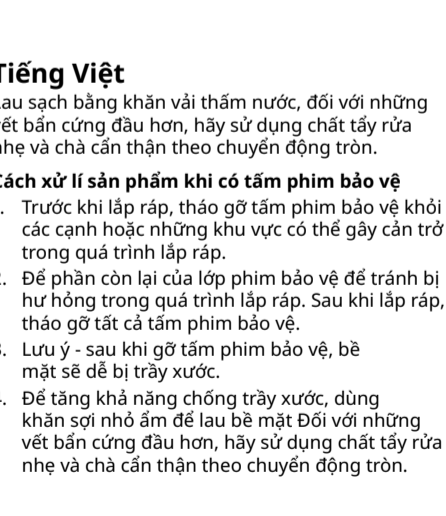 Tiếng Việt
Lau sạch bằng khăn vải thấm nước, đối với những
vết bẩn cứng đầu hơn, hãy sử dụng chất tẩy rửa
nhẹ và chà cẩn thận theo chuyển động tròn.
Cách xử lí sản phẩm khi có tấm phim bảo vệ
. Trước khi lắp ráp, tháo gỡ tấm phim bảo vệ khỏi
các cạnh hoặc những khu vực có thể gây cản trở
trong quá trình lắp ráp.
2. Để phần còn lại của lớp phim bảo vệ để tránh bị
hư hỏng trong quá trình lắp ráp. Sau khi lắp ráp,
tháo gỡ tất cả tấm phim bảo vệ.
3. Lưu ý - sau khi gỡ tấm phim bảo vệ, bề
mặt sẽ dễ bị trầy xước.
4. Để tăng khả năng chống trầy xước, dùng
khăn sợi nhỏ ẩm để lau bề mặt Đối với những
vết bẩn cứng đầu hơn, hãy sử dụng chất tẩy rửa
nhẹ và chà cẩn thận theo chuyển động tròn.